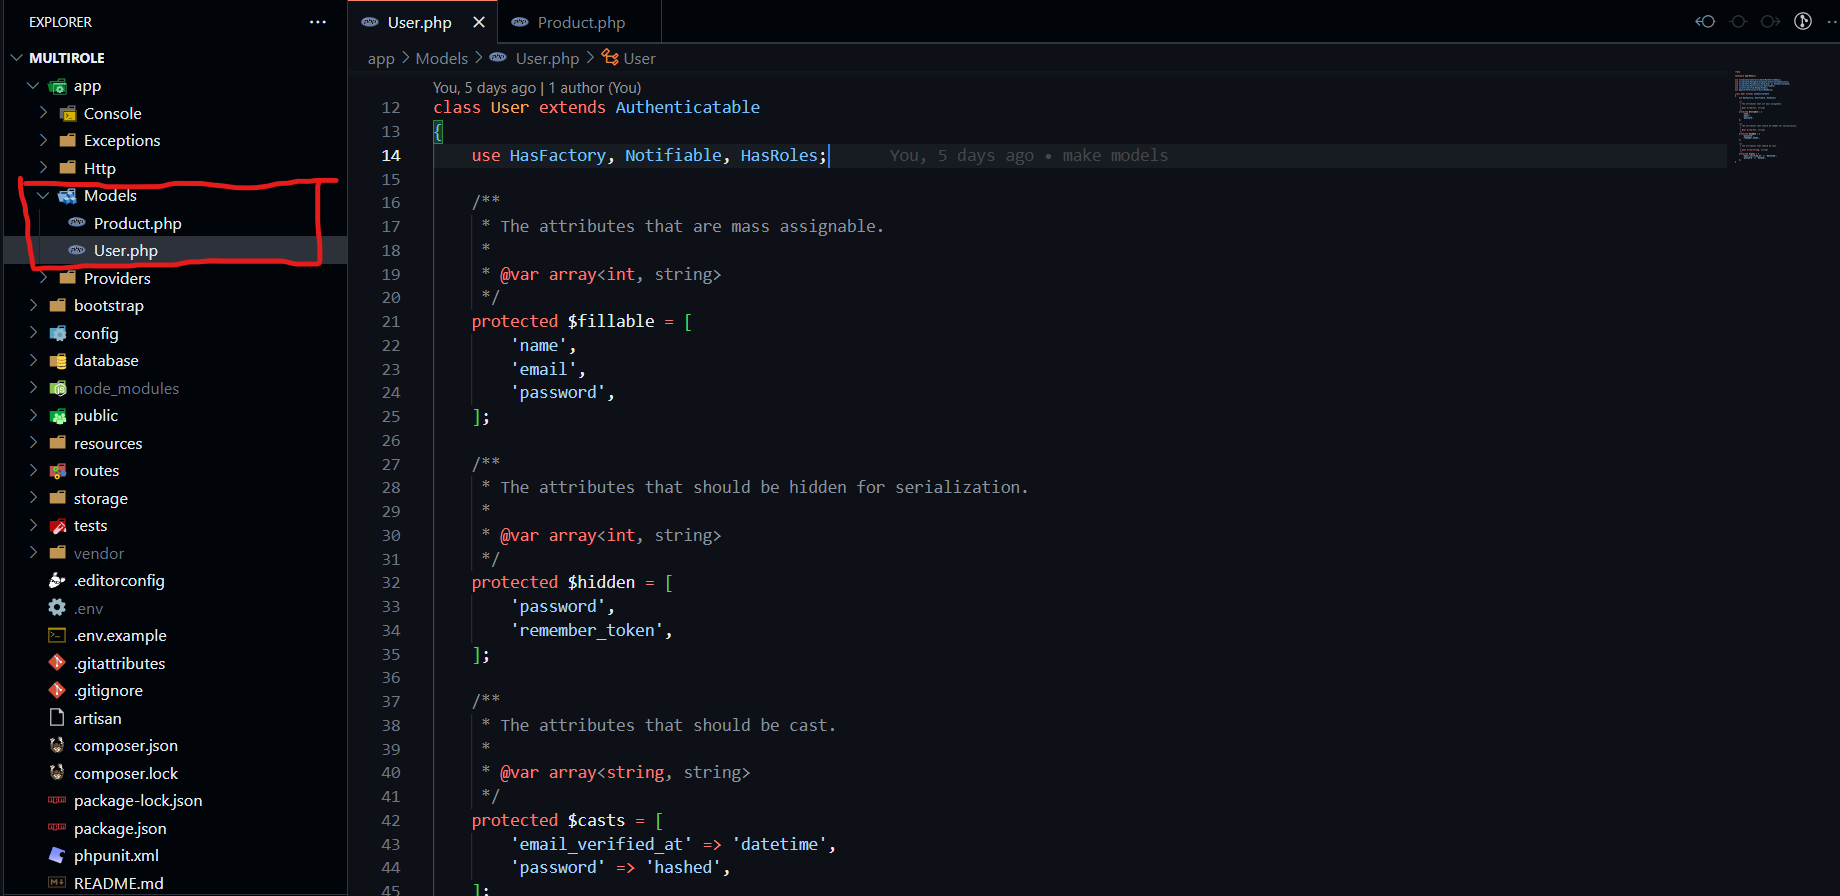 EXPLORER
MULTIROLE
app
Console
Exceptions
Http
Models
Product.php
User.php
Providers
bootstrap
config
database
node_modules
public
resources
routes
storage
tests
vendor
.editorconfig
.env
.env.example
.gitattributes
.gitignore
artisan
composer.json
composer.lock
package-lock.json
package.json
phpunit.xml
README.md
User.php Product.php
app > Models > User.php > User
You, 5 days ago | 1 author (You)
12 class User extends Authenticatable
13 {
14 use HasFactory, Notifiable, HasRoles; You, 5 days ago • make models
15
16 /**
17 * The attributes that are mass assignable.
18 *
19 * @var array<int, string>
20 */
21 protected $fillable = [
22 'name',
23 'email',
24 'password',
25 ];
26
27 /**
28 * The attributes that should be hidden for serialization.
29 *
30 * @var array<int, string>
31 */
32 protected $hidden = [
33 'password',
34 'remember_token',
35 ];
36
37 /**
38 * The attributes that should be cast.
39 *
40 * @var array<string, string>
41 */
42 protected $casts = [
43 'email_verified_at' => 'datetime',
44 'password' => 'hashed',
45 ];